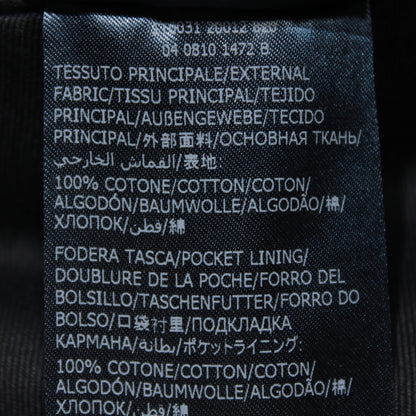 04 0810 1472 B
TESSUTO PRINCIPALE/EXTERNAL
FABRIC/TISSU PRINCIPAL/TEJIDO
PRINCIPAL/AUßENGEWEBE/TECIDO
PRINCIPAL/外部面料/ОСНОВНАЯ ТКАНЬ/
القماش الخارجي/表地:
100% COTONE/COTTON/COTON/
ALGODÓN/BAUMWOLLE/ALGODÃO/棉/
ХЛОПОК/قطن/綿
FODERA TASCA/POCKET LINING/
DOUBLURE DE LA POCHE/FORRO DEL
BOLSILLO/TASCHENFUTTER/FORRO DO
BOLSO/口袋衬里/ПОДКЛАДКА
КАРМАНА/بطانة/ポケットライニング:
100% COTONE/COTTON/COTON/
ALGODÓN/BAUMWOLLE/ALGODÃO/棉/
ХЛОПОК/قطن/綿